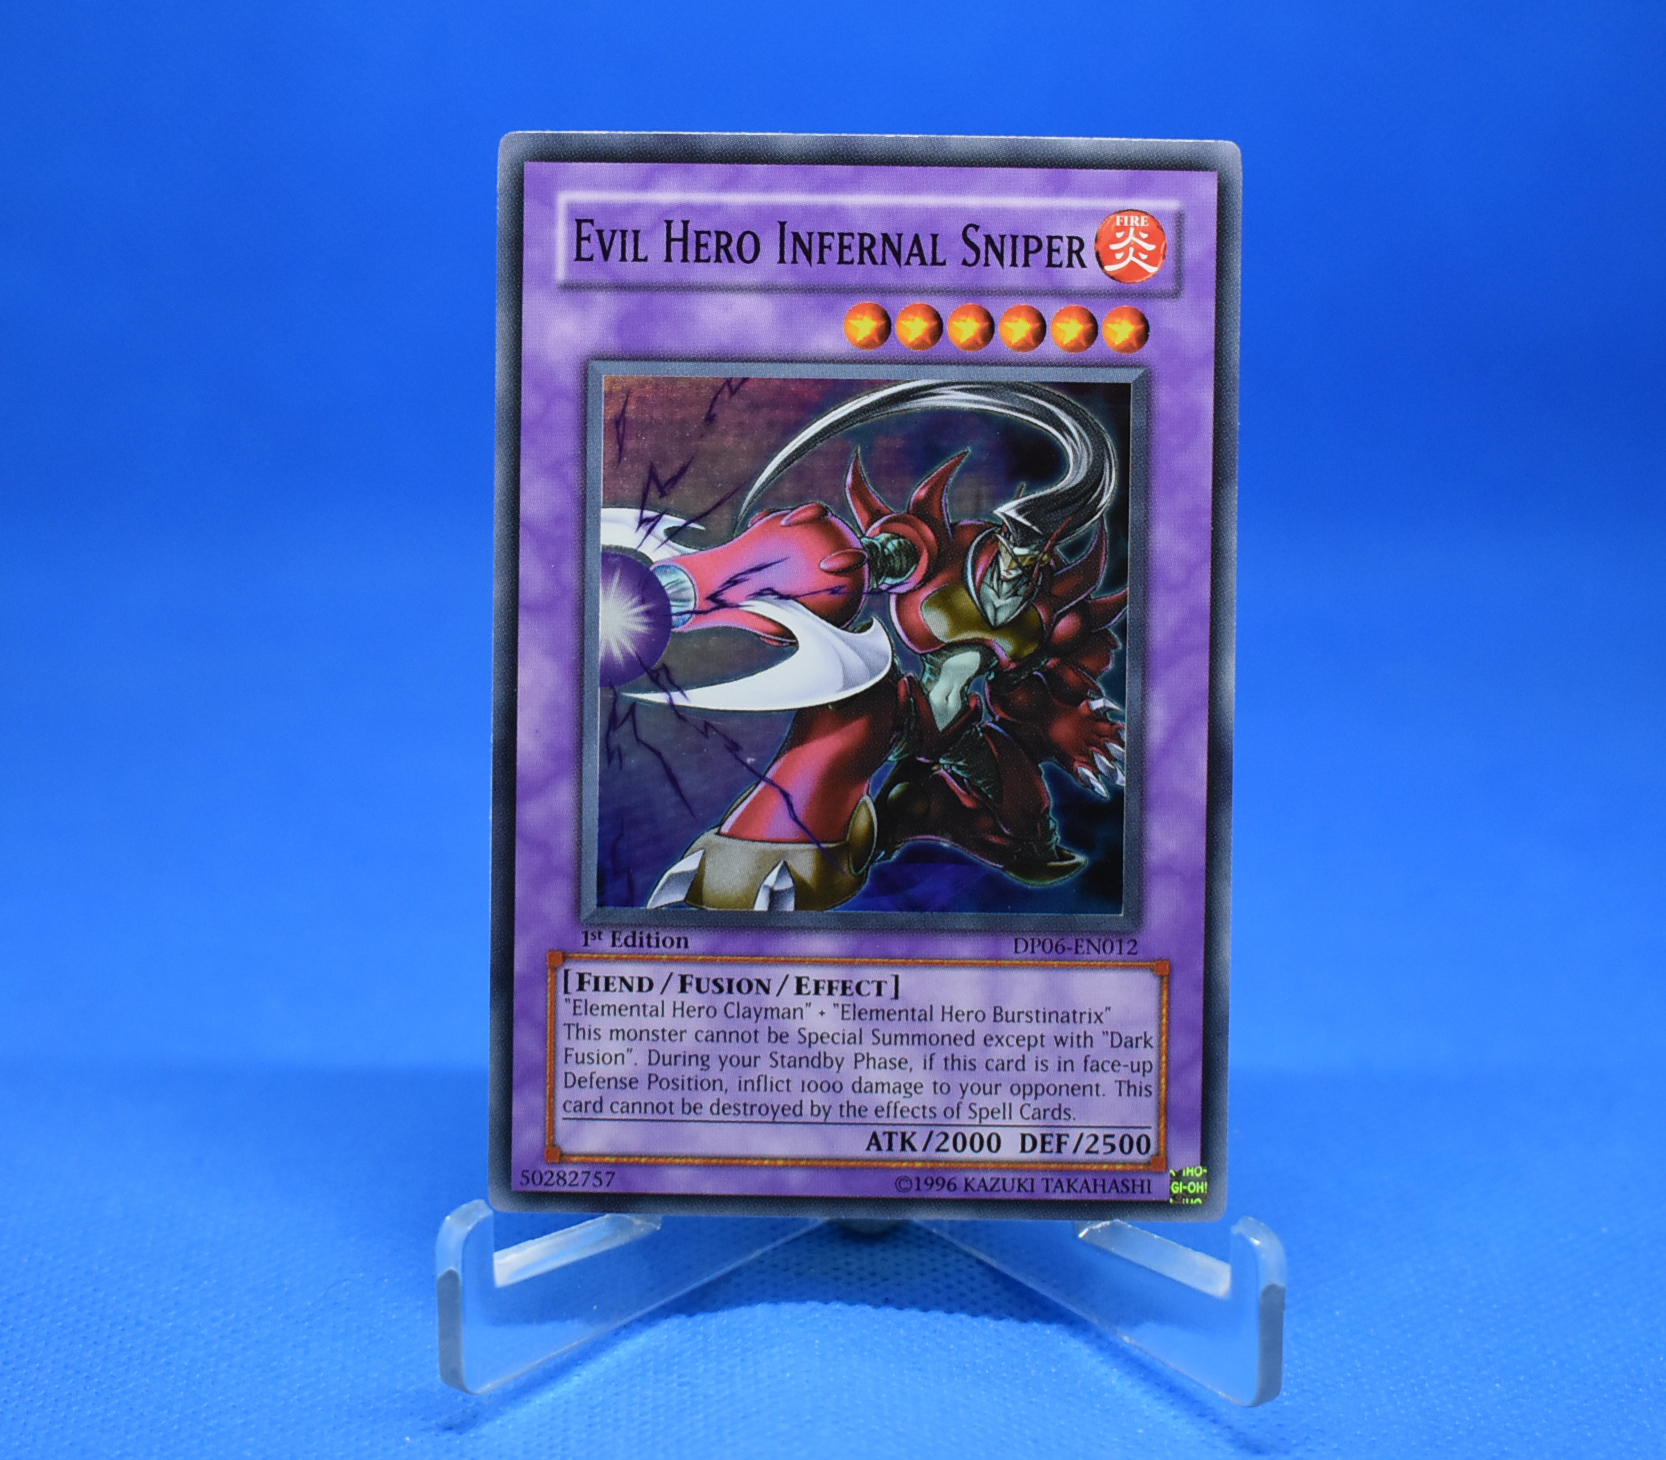 EVIL HERO INFERNAL SNIPER
FIRE
炎
1st Edition
DP06-EN012
[FIEND / FUSION / EFFECT]
"Elemental Hero Clayman" + "Elemental Hero Burstinatrix"
This monster cannot be Special Summoned except with "Dark
Fusion". During your Standby Phase, if this card is in face-up
Defense Position, inflict 1000 damage to your opponent. This
card cannot be destroyed by the effects of Spell Cards.
ATK/2000 DEF/2500
50282757
©1996 KAZUKI TAKAHASHI
GI-OH!